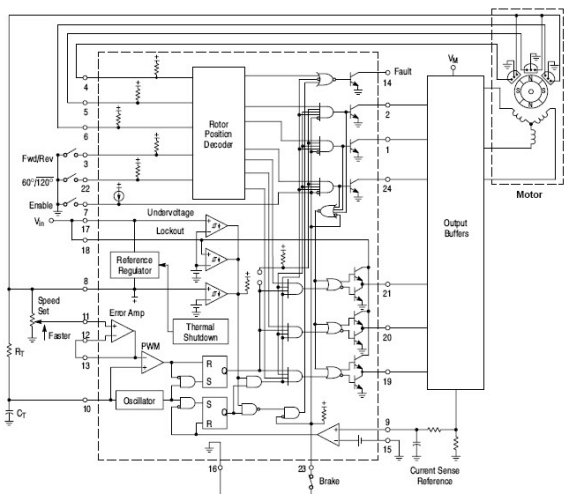 4
5
6
Fwd/Rev
3
60°/120°
22
Enable
7
Vin
17
18
8
Speed
Set
11
Faster
12
13
RT
10
CT
Rotor
Position
Decoder
Undervoltage
Lockout
Reference
Regulator
Error Amp
Thermal
Shutdown
PWM
Oscillator
R
Q
S
S
Q
R
16
23
Brake
Fault
14
2
1
24
21
20
19
9
15
Current Sense
Reference
VM
Output
Buffers
N
S
S
N
Motor